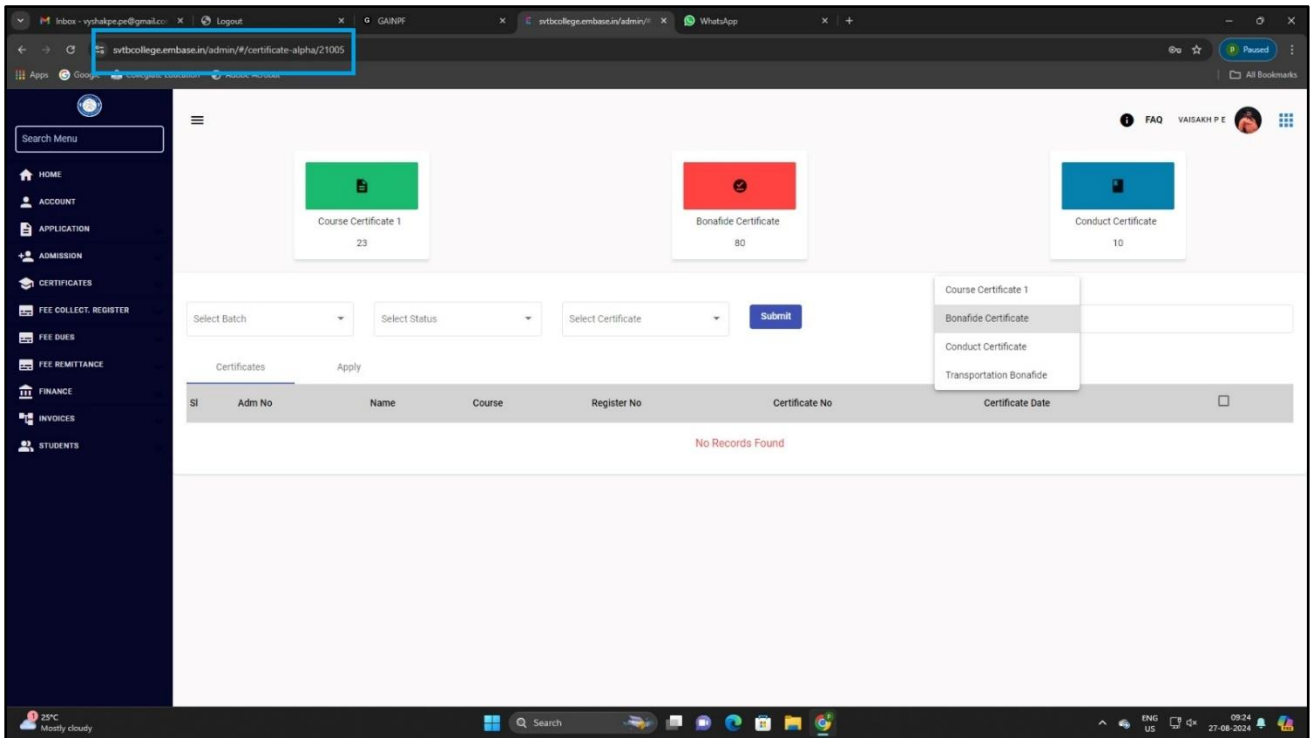 Inbox - vyshakpe.pe@gmail.co
Logout
GAINPF
svtbcollege.embase.in/admin/
WhatsApp
svtbcollege.embase.in/admin/#/certificate-alpha/21005
Paused
Apps
All Bookmarks
FAQ
VAISAKH P E
Search Menu
HOME
ACCOUNT
APPLICATION
ADMISSION
CERTIFICATES
FEE COLLECT. REGISTER
FEE DUES
FEE REMITTANCE
FINANCE
INVOICES
STUDENTS
Course Certificate 1
23
Bonafide Certificate
80
Conduct Certificate
10
Select Batch
Select Status
Select Certificate
Submit
Course Certificate 1
Bonafide Certificate
Conduct Certificate
Transportation Bonafide
Certificates
Apply
Sl Adm No Name Course Register No Certificate No Certificate Date
No Records Found
1
25°C
Mostly cloudy
Search
ENG
US
09:24
27-08-2024